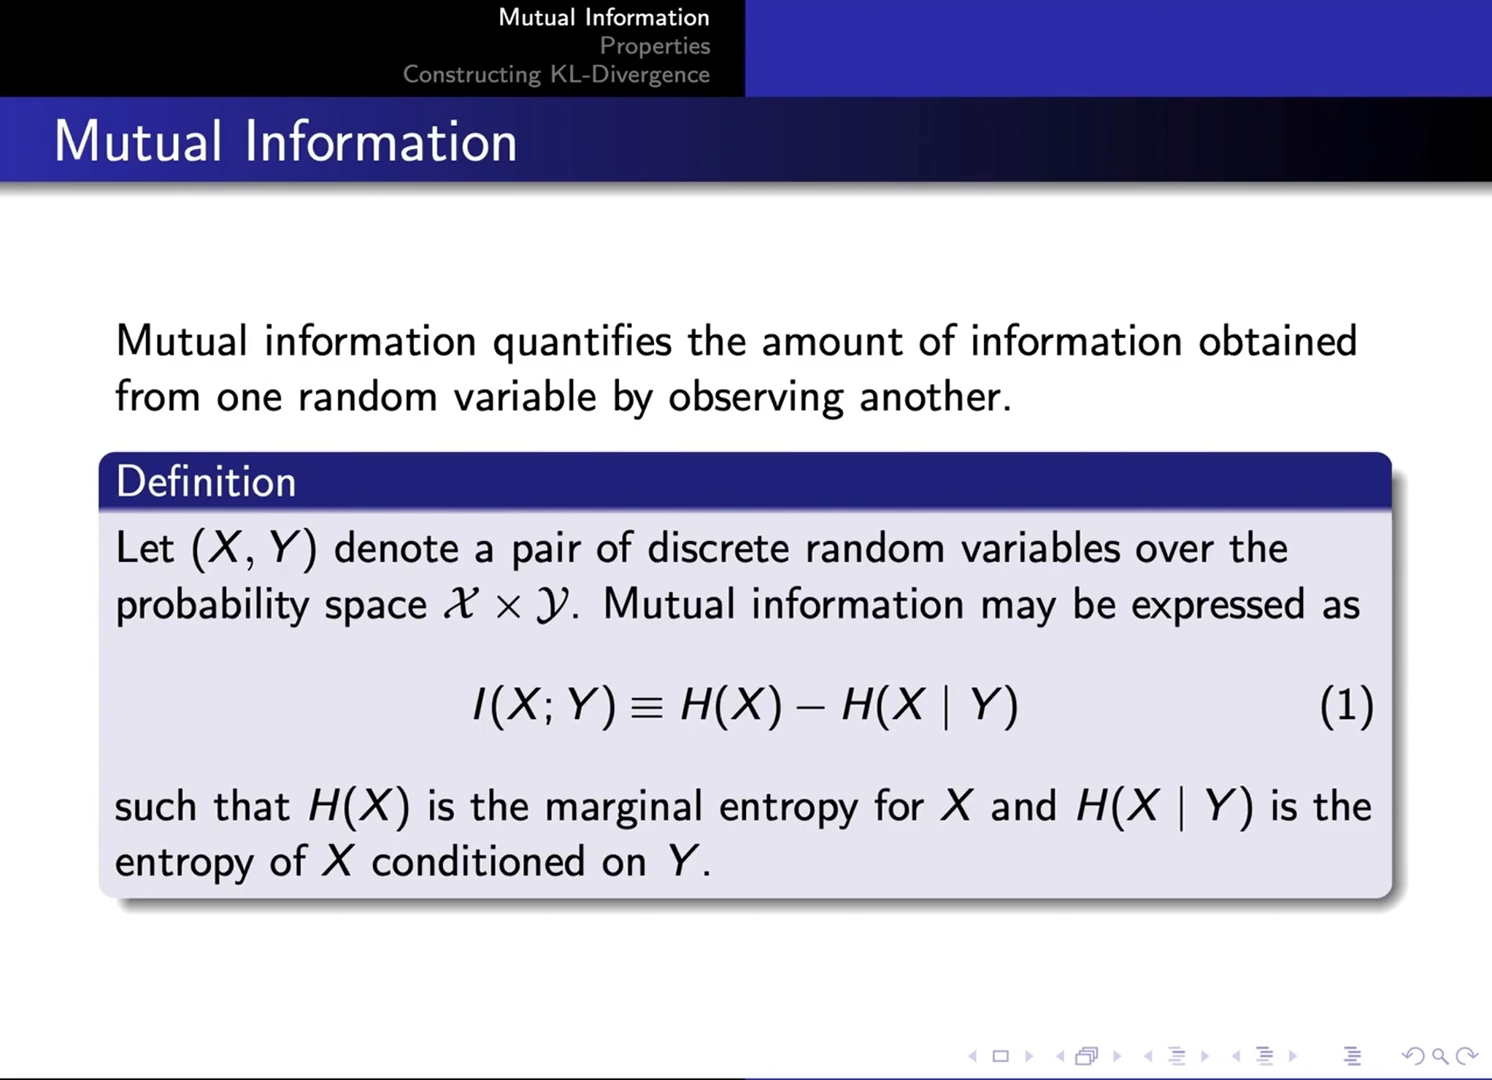 Mutual Information
Properties
Constructing KL-Divergence
Mutual Information
Mutual information quantifies the amount of information obtained
from one random variable by observing another.
Definition
Let (X, Y) denote a pair of discrete random variables over the
probability space 𝒳 × 𝒴. Mutual information may be expressed as
I(X; Y) ≡ H(X) − H(X | Y) (1)
such that H(X) is the marginal entropy for X and H(X | Y) is the
entropy of X conditioned on Y.